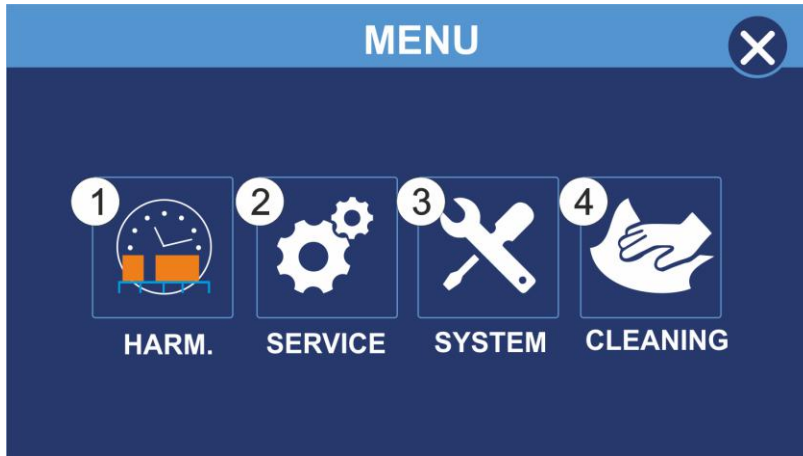 MENU
1
2
3
4
HARM.
SERVICE
SYSTEM
CLEANING